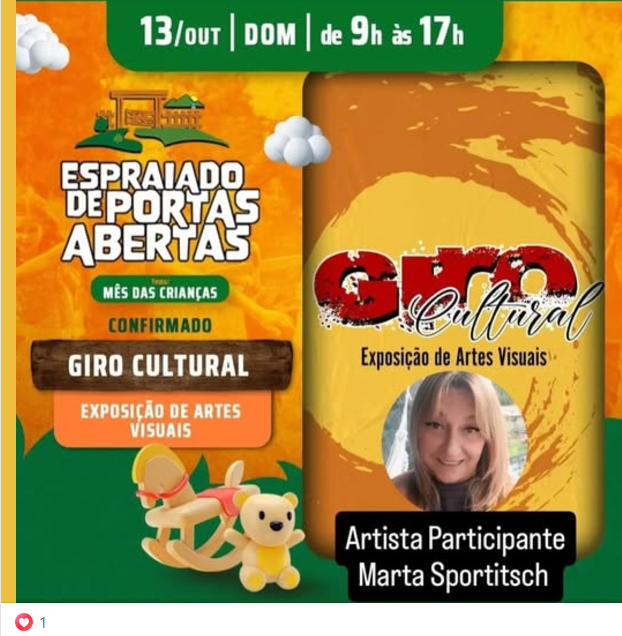 13/OUT | DOM | de 9h às 17h
ESPRAIADO
DE PORTAS
ABERTAS
Tema:
MÊS DAS CRIANÇAS
CONFIRMADO
GIRO CULTURAL
EXPOSIÇÃO DE ARTES
VISUAIS
GIRO
Cultural
Exposição de Artes Visuais
Artista Participante
Marta Sportitsch
1